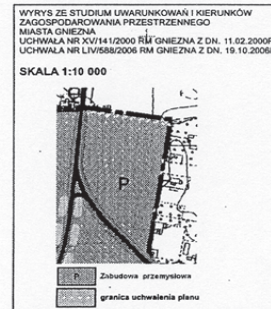 WYRYS ZE STUDIUM UWARUNKOWAŃ I KIERUNKÓW
ZAGOSPODAROWANIA PRZESTRZENNEGO
MIASTA GNIEZNA
UCHWAŁA NR XV/141/2000 RM GNIEZNA Z DN. 11.02.2000R
UCHWAŁA NR LIV/588/2006 RM GNIEZNA Z DN. 19.10.2006
SKALA 1:10 000
P
P Zabudowa przemysłowa
granica uchwalenia planu